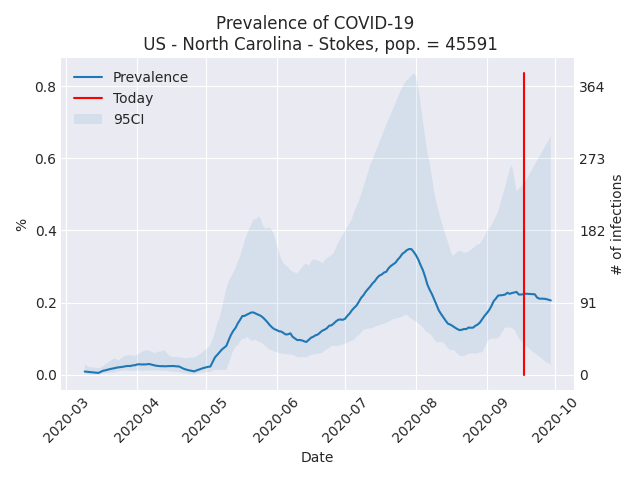 Prevalence of COVID-19
US - North Carolina - Stokes, pop. = 45591
Prevalence
Today
95CI
0.8
0.6
0.4
0.2
0.0
%
364
273
182
91
0
# of infections
2020-03
2020-04
2020-05
2020-06
2020-07
2020-08
2020-09
2020-10
Date